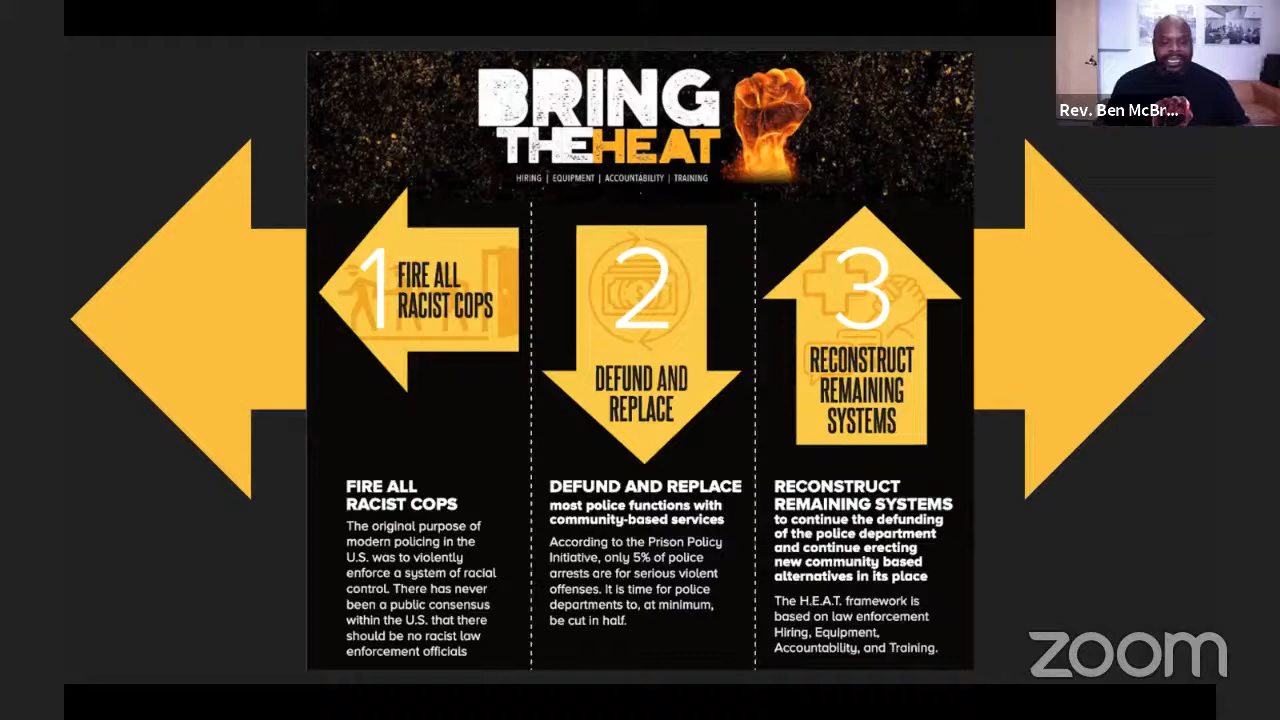 BRING
THEHEAT
HIRING | EQUIPMENT | ACCOUNTABILITY | TRAINING
Rev. Ben McBr...
1
FIRE ALL
RACIST COPS
2
DEFUND AND
REPLACE
3
RECONSTRUCT
REMAINING
SYSTEMS
FIRE ALL
RACIST COPS
The original purpose of
modern policing in the
U.S. was to violently
enforce a system of racial
control. There has never
been a public consensus
within the U.S. that there
should be no racist law
enforcement officials
DEFUND AND REPLACE
most police functions with
community-based services
According to the Prison Policy
Initiative, only 5% of police
arrests are for serious violent
offenses. It is time for police
departments to, at minimum,
be cut in half.
RECONSTRUCT
REMAINING SYSTEMS
to continue the defunding
of the police department
and continue erecting
new community based
alternatives in its place
The H.E.A.T. framework is
based on law enforcement
Hiring, Equipment,
Accountability, and Training.
zoom